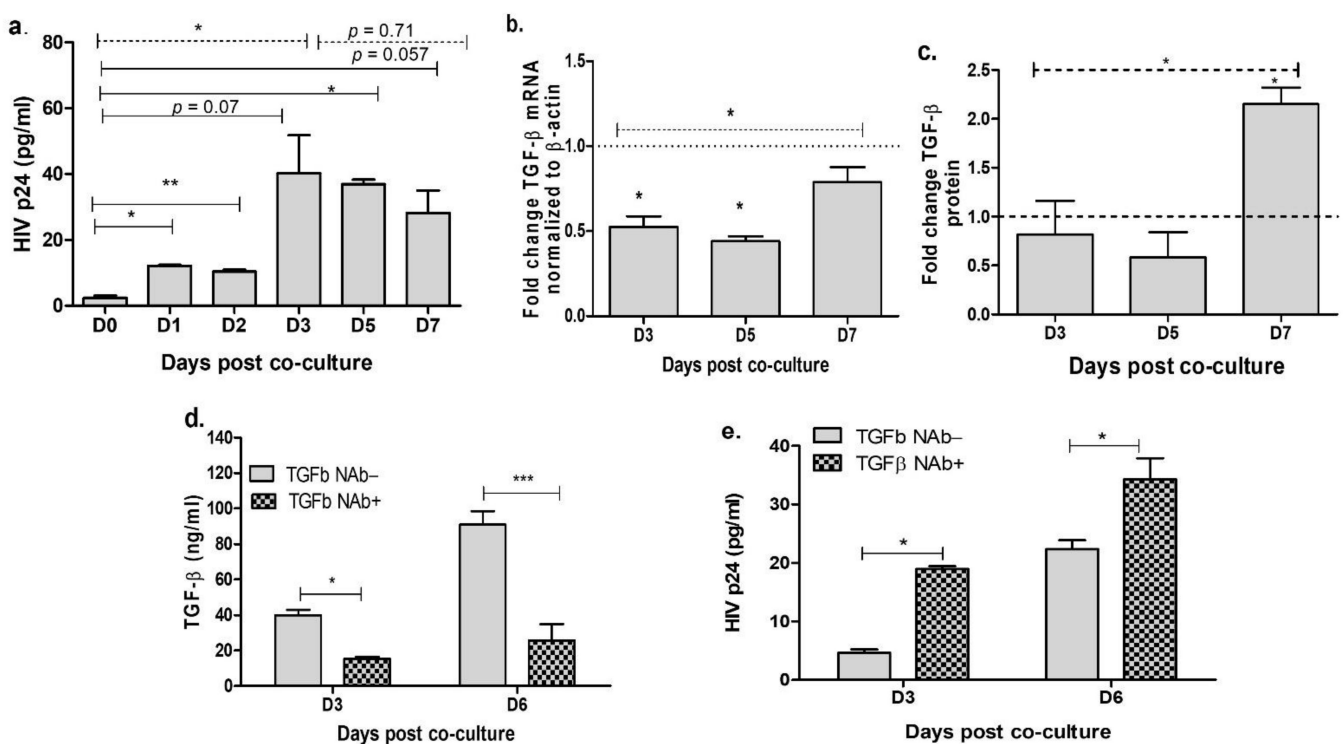 a.
*
p = 0.71
p = 0.057
*
p = 0.07
**
*
HIV p24 (pg/ml)
80
60
40
20
0
D0 D1 D2 D3 D5 D7
Days post co-culture
b.
Fold change TGF-β mRNA
normalized to β-actin
*
1.0
0.5
0.0
* *
D3 D5 D7
Days post co-culture
c.
Fold change TGF-β
protein
*
*
2.5
2.0
1.5
1.0
0.5
0.0
D3 D5 D7
Days post co-culture
d.
TGF-β (ng/ml)
140
120
100
80
60
40
20
0
TGFb NAb–
TGFb NAb+
***
*
D3 D6
Days post co-culture
e.
HIV p24 (pg/ml)
40
30
20
10
0
TGFb NAb–
TGFβ NAb+
*
*
D3 D6
Days post co-culture